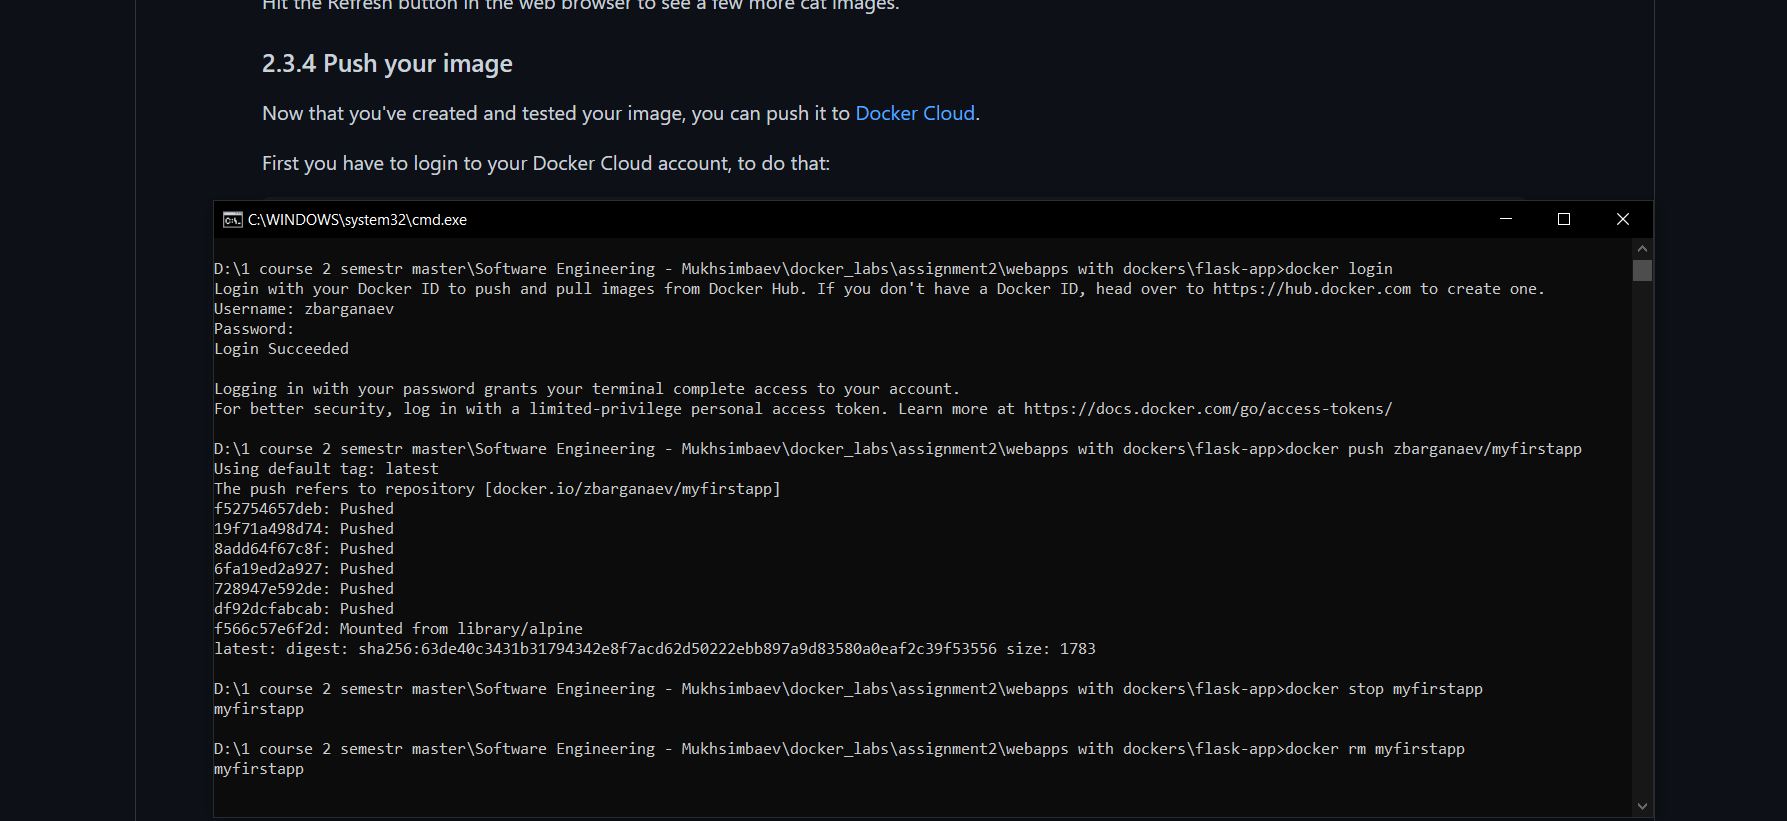 Hit the Refresh button in the web browser to see a few more cat images.
2.3.4 Push your image
Now that you've created and tested your image, you can push it to Docker Cloud.
First you have to login to your Docker Cloud account, to do that:
C:\WINDOWS\system32\cmd.exe
D:\1 course 2 semestr master\Software Engineering - Mukhsimbaev\docker_labs\assignment2\webapps with dockers\flask-app>docker login
Login with your Docker ID to push and pull images from Docker Hub. If you don't have a Docker ID, head over to https://hub.docker.com to create one.
Username: zbarganaev
Password:
Login Succeeded
Logging in with your password grants your terminal complete access to your account.
For better security, log in with a limited-privilege personal access token. Learn more at https://docs.docker.com/go/access-tokens/
D:\1 course 2 semestr master\Software Engineering - Mukhsimbaev\docker_labs\assignment2\webapps with dockers\flask-app>docker push zbarganaev/myfirstapp
Using default tag: latest
The push refers to repository [docker.io/zbarganaev/myfirstapp]
f52754657deb: Pushed
19f71a498d74: Pushed
8add64f67c8f: Pushed
6fa19ed2a927: Pushed
728947e592de: Pushed
df92dcfabcab: Pushed
f566c57e6f2d: Mounted from library/alpine
latest: digest: sha256:63de40c3431b31794342e8f7acd62d50222ebb897a9d83580a0eaf2c39f53556 size: 1783
D:\1 course 2 semestr master\Software Engineering - Mukhsimbaev\docker_labs\assignment2\webapps with dockers\flask-app>docker stop myfirstapp
myfirstapp
D:\1 course 2 semestr master\Software Engineering - Mukhsimbaev\docker_labs\assignment2\webapps with dockers\flask-app>docker rm myfirstapp
myfirstapp